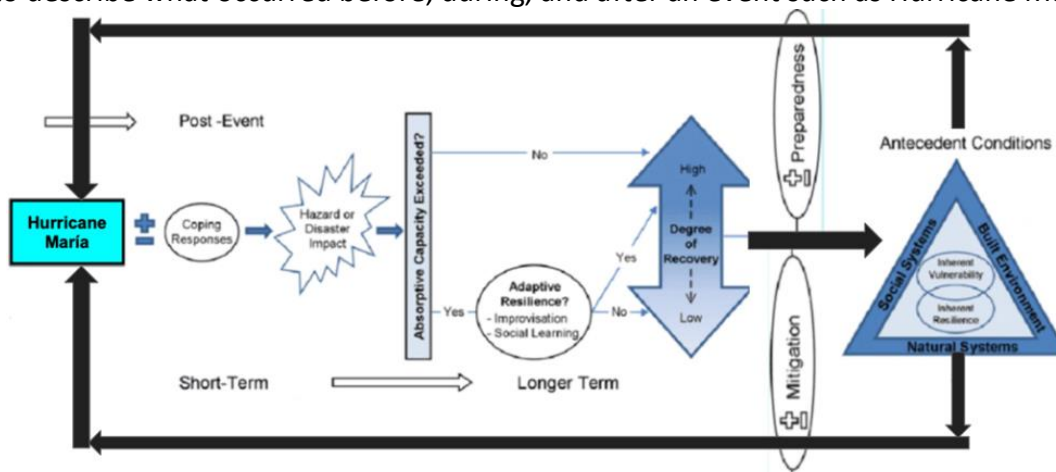 to describe what occurred before, during, and after an event such as Hurricane
Post -Event
Preparedness
Antecedent Conditions
Hurricane
María
Coping
Responses
Hazard or
Disaster
Impact
Absorptive Capacity Exceeded?
No
High
Degree of
Recovery
Low
Yes
Adaptive
Resilience?
- Improvisation
- Social Learning
Yes
No
Social Systems
Built Environment
Inherent
Vulnerability
Inherent
Resilience
Natural Systems
Short-Term
Longer Term
Mitigation